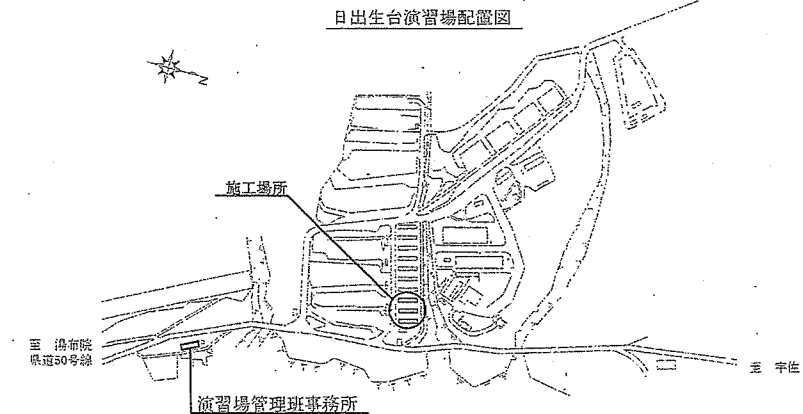 日出生台演習場配置図
N
施工場所
至 湯布院
県道50号線
至 宇佐
演習場管理班事務所